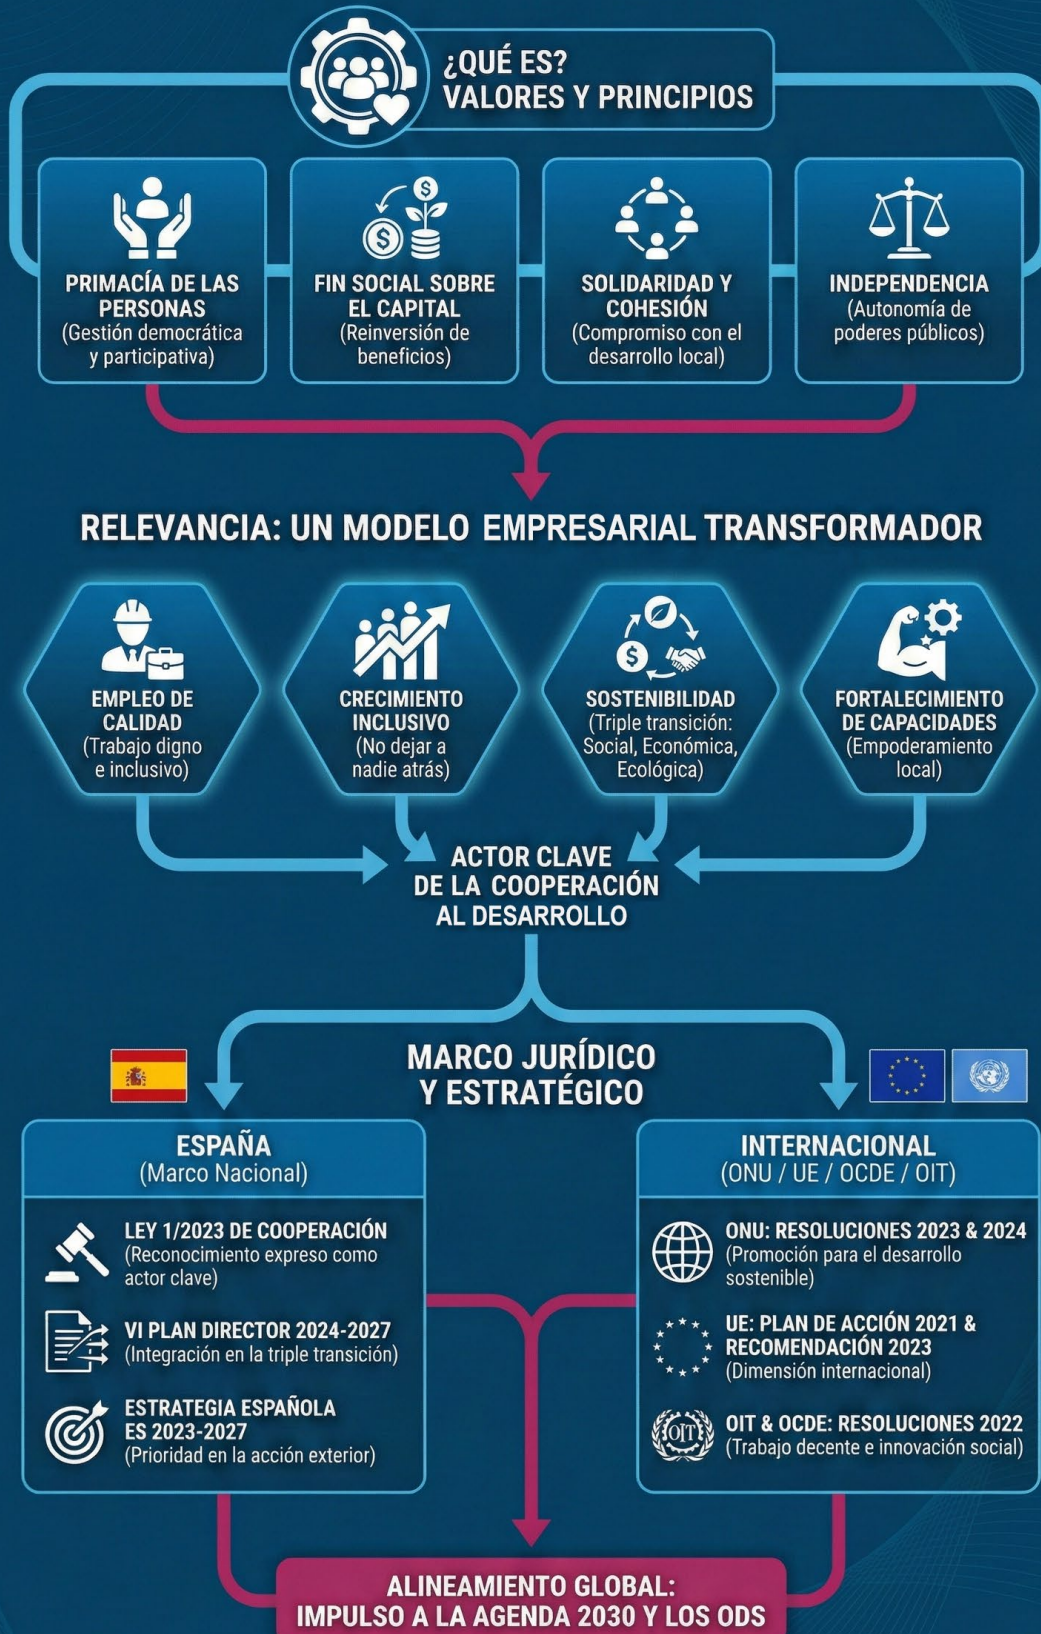 ¿QUÉ ES?
VALORES Y PRINCIPIOS
PRIMACÍA DE LAS
PERSONAS
(Gestión democrática
y participativa)
FIN SOCIAL SOBRE
EL CAPITAL
(Reinversión de
beneficios)
SOLIDARIDAD Y
COHESIÓN
(Compromiso con el
desarrollo local)
INDEPENDENCIA
(Autonomía de
poderes públicos)
RELEVANCIA: UN MODELO EMPRESARIAL TRANSFORMADOR
EMPLEO DE
CALIDAD
(Trabajo digno
e inclusivo)
CRECIMIENTO
INCLUSIVO
(No dejar a
nadie atrás)
SOSTENIBILIDAD
(Triple transición:
Social, Económica,
Ecológica)
FORTALECIMIENTO
DE CAPACIDADES
(Empoderamiento
local)
ACTOR CLAVE
DE LA COOPERACIÓN
AL DESARROLLO
MARCO JURÍDICO
Y ESTRATÉGICO
ESPAÑA
(Marco Nacional)
LEY 1/2023 DE COOPERACIÓN
(Reconocimiento expreso como
actor clave)
VI PLAN DIRECTOR 2024-2027
(Integración en la triple transición)
ESTRATEGIA ESPAÑOLA
ES 2023-2027
(Prioridad en la acción exterior)
INTERNACIONAL
(ONU / UE / OCDE / OIT)
ONU: RESOLUCIONES 2023 & 2024
(Promoción para el desarrollo
sostenible)
UE: PLAN DE ACCIÓN 2021 &
RECOMENDACIÓN 2023
(Dimensión internacional)
OIT
OIT & OCDE: RESOLUCIONES 2022
(Trabajo decente e innovación social)
ALINEAMIENTO GLOBAL:
IMPULSO A LA AGENDA 2030 Y LOS ODS